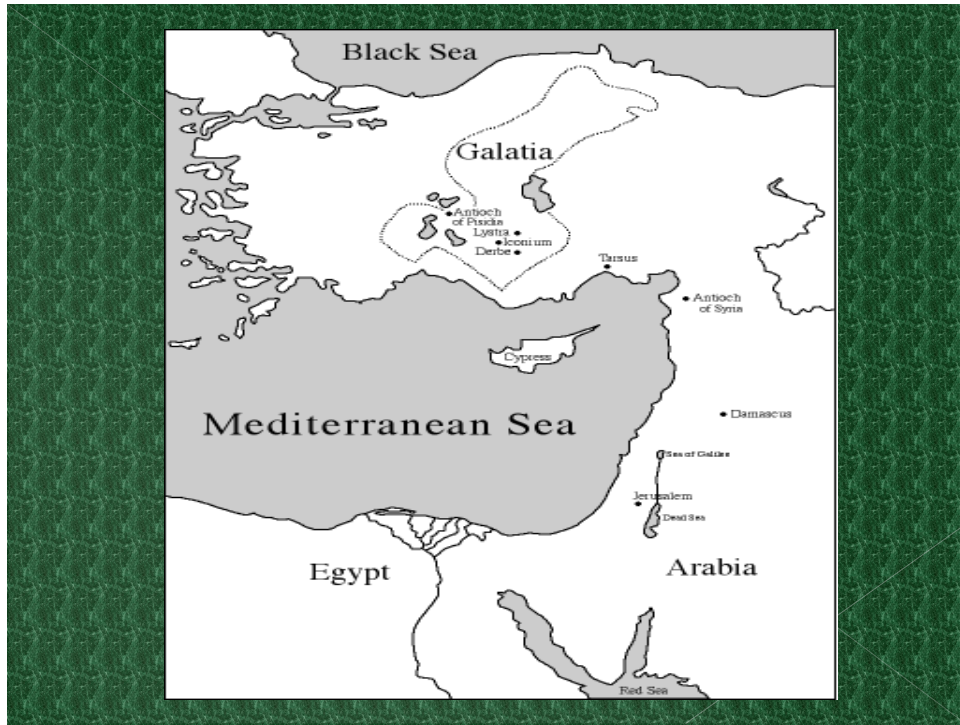 Black Sea
Galatia
Antioch
of Pisidia
Lystra
Iconium
Derbe
Tarsus
Antioch
of Syria
Cypress
Mediterranean Sea
Damascus
Sea of Galilee
Jerusalem
Dead Sea
Egypt
Arabia
Red Sea